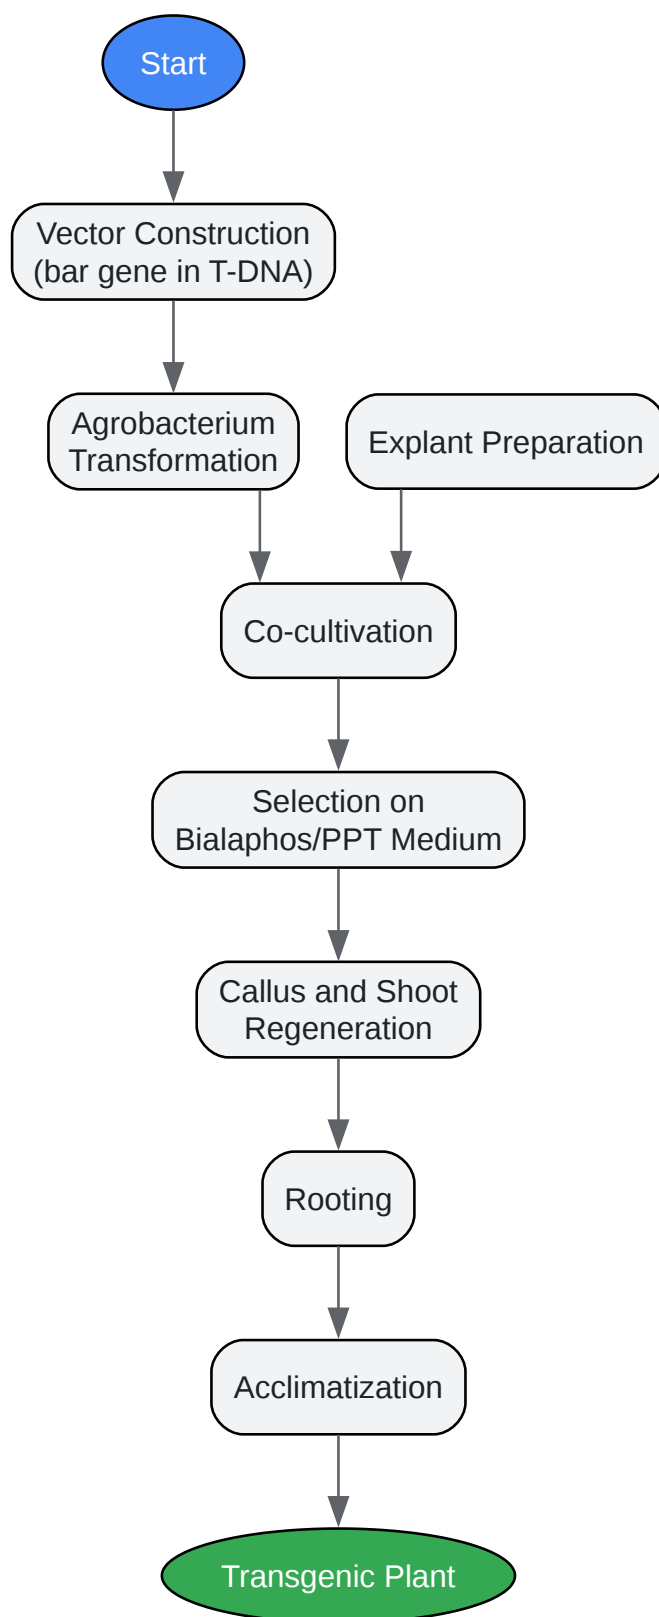 Start
Vector Construction
(bar gene in T-DNA)
Agrobacterium
Transformation
Explant Preparation
Co-cultivation
Selection on
Bialaphos/PPT Medium
Callus and Shoot
Regeneration
Rooting
Acclimatization
Transgenic Plant